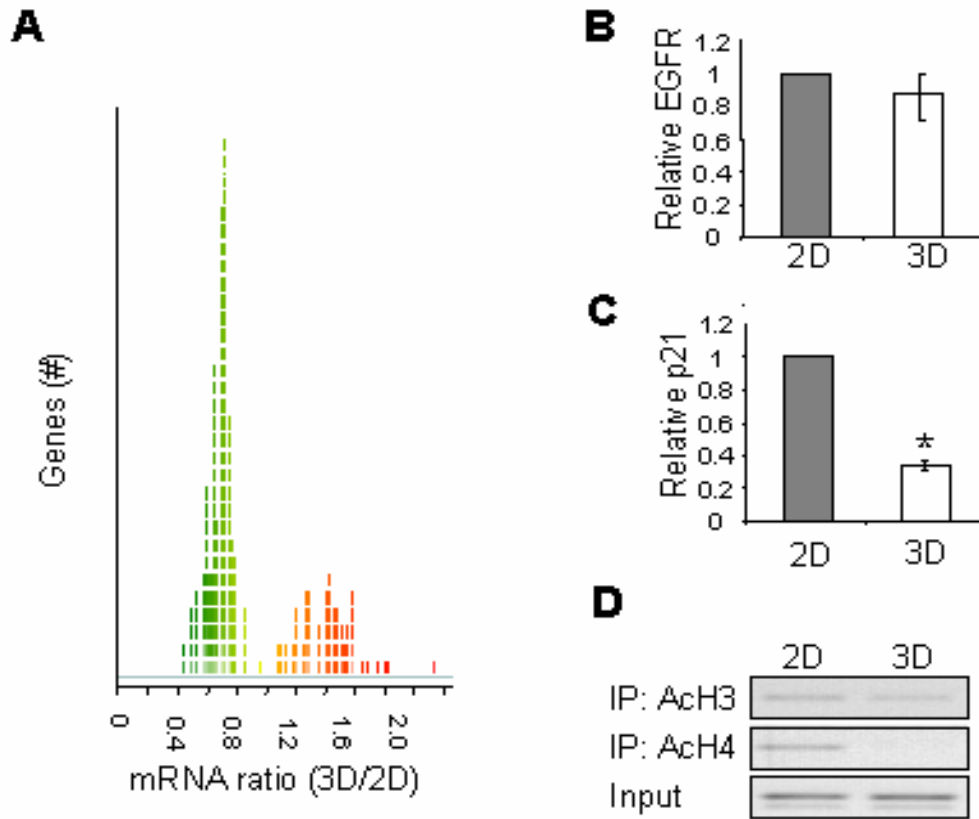 A
Genes (#)
0
0.4
0.8
1.2
1.6
2.0
mRNA ratio (3D/2D)
B
Relative EGFR
1.2
1
0.8
0.6
0.4
0.2
0
2D 3D
C
Relative p21
1.2
1
0.8
0.6
0.4
0.2
0
*
2D 3D
D
2D 3D
IP: AcH3
IP: AcH4
Input